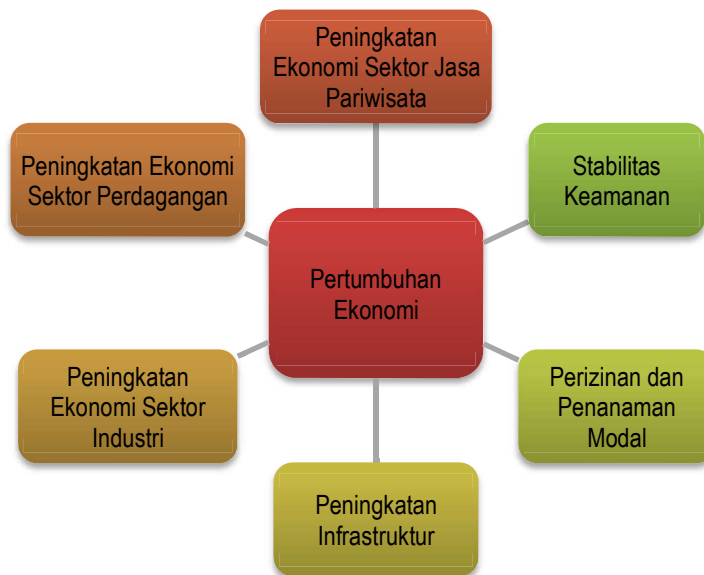 Peningkatan
Ekonomi Sektor Jasa
Pariwisata
Peningkatan Ekonomi
Sektor Perdagangan
Stabilitas
Keamanan
Pertumbuhan
Ekonomi
Peningkatan
Ekonomi Sektor
Industri
Perizinan dan
Penanaman
Modal
Peningkatan
Infrastruktur